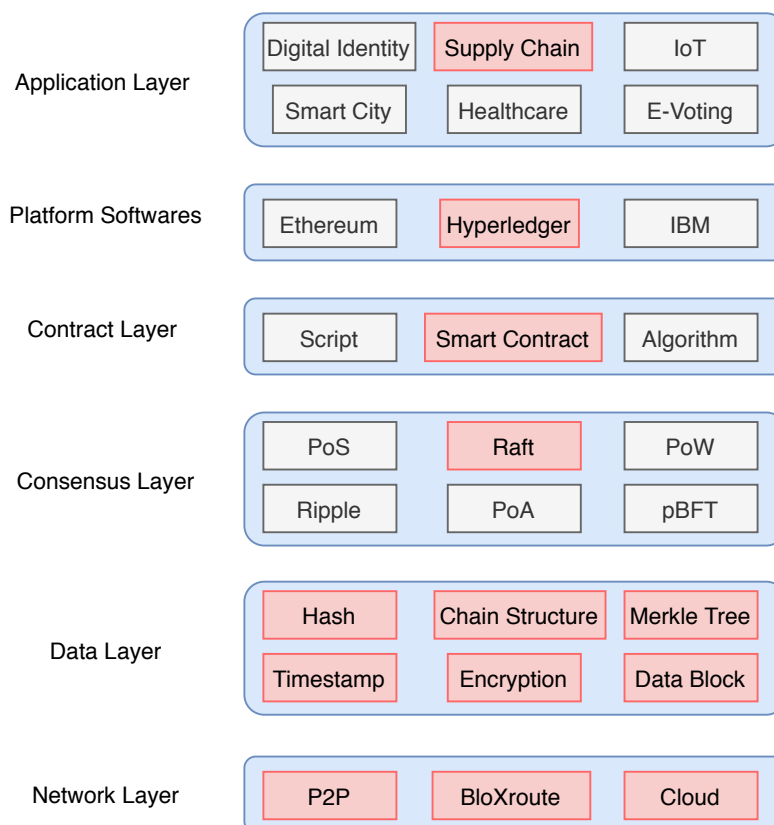 Application Layer
Digital Identity
Supply Chain
IoT
Smart City
Healthcare
E-Voting
Platform Softwares
Ethereum
Hyperledger
IBM
Contract Layer
Script
Smart Contract
Algorithm
Consensus Layer
PoS
Raft
PoW
Ripple
PoA
pBFT
Data Layer
Hash
Chain Structure
Merkle Tree
Timestamp
Encryption
Data Block
Network Layer
P2P
BloXroute
Cloud